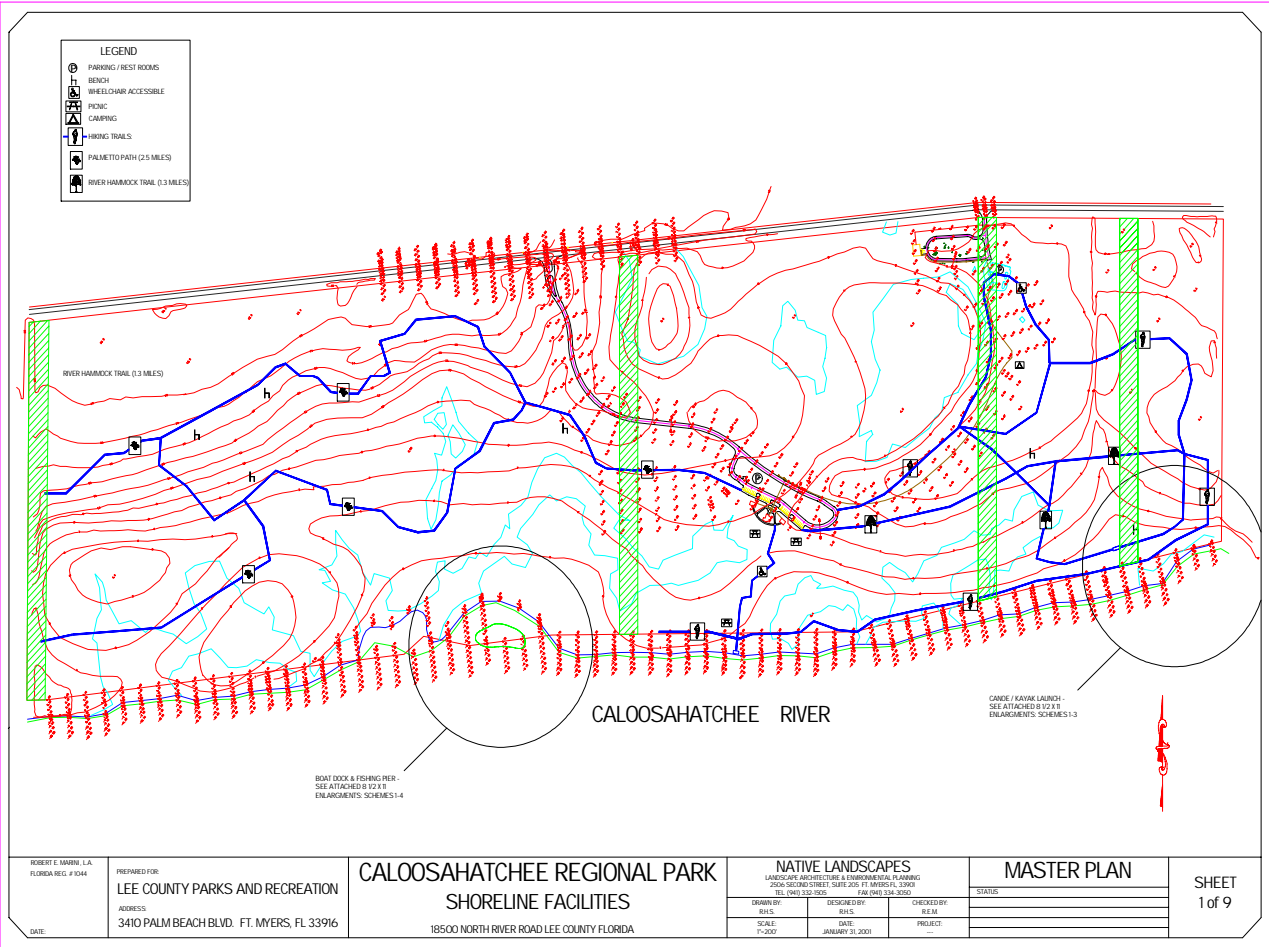 LEGEND
PARKING / REST ROOMS
BENCH
WHEELCHAIR ACCESSIBLE
PICNIC
CAMPING
HIKING TRAILS:
PALMETTO PATH (2.5 MILES)
RIVER HAMMOCK TRAIL (1.3 MILES)
RIVER HAMMOCK TRAIL (1.3 MILES)
CALOOSAHATCHEE RIVER
CANOE / KAYAK LAUNCH -
SEE ATTACHED 8 1/2 X 11
ENLARGMENTS: SCHEMES 1-3
BOAT DOCK & FISHING PIER -
SEE ATTACHED 8 1/2 X 11
ENLARGMENTS: SCHEMES 1-4
ROBERT E. MARINI, L.A.
FLORIDA REG. # 1044
DATE:
PREPARED FOR:
LEE COUNTY PARKS AND RECREATION
ADDRESS:
3410 PALM BEACH BLVD. FT. MYERS, FL 33916
CALOOSAHATCHEE REGIONAL PARK
SHORELINE FACILITIES
18500 NORTH RIVER ROAD LEE COUNTY FLORIDA
NATIVE LANDSCAPES
LANDSCAPE ARCHITECTURE & ENVIRONMENTAL PLANNING
2506 SECOND STREET, SUITE 205 FT. MYERS FL, 33901
TEL (941) 332-1505 FAX (941) 334-3050
DRAWN BY:
R.H.S.
DESIGNED BY:
R.H.S.
CHECKED BY:
R.E.M.
SCALE:
1"=200'
DATE:
JANUARY 31, 2001
PROJECT:
---
MASTER PLAN
STATUS
SHEET
1 of 9